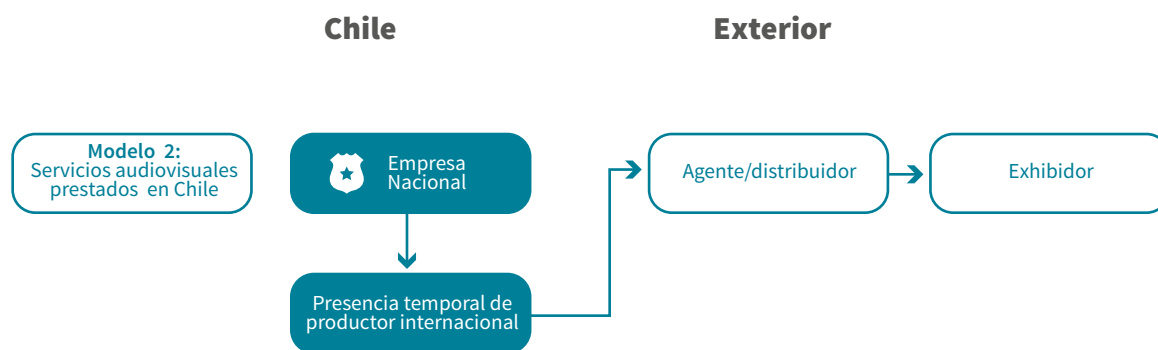 Chile
Exterior
Modelo 2:
Servicios audiovisuales
prestados en Chile
Empresa
Nacional
Agente/distribuidor
Exhibidor
Presencia temporal de
productor internacional